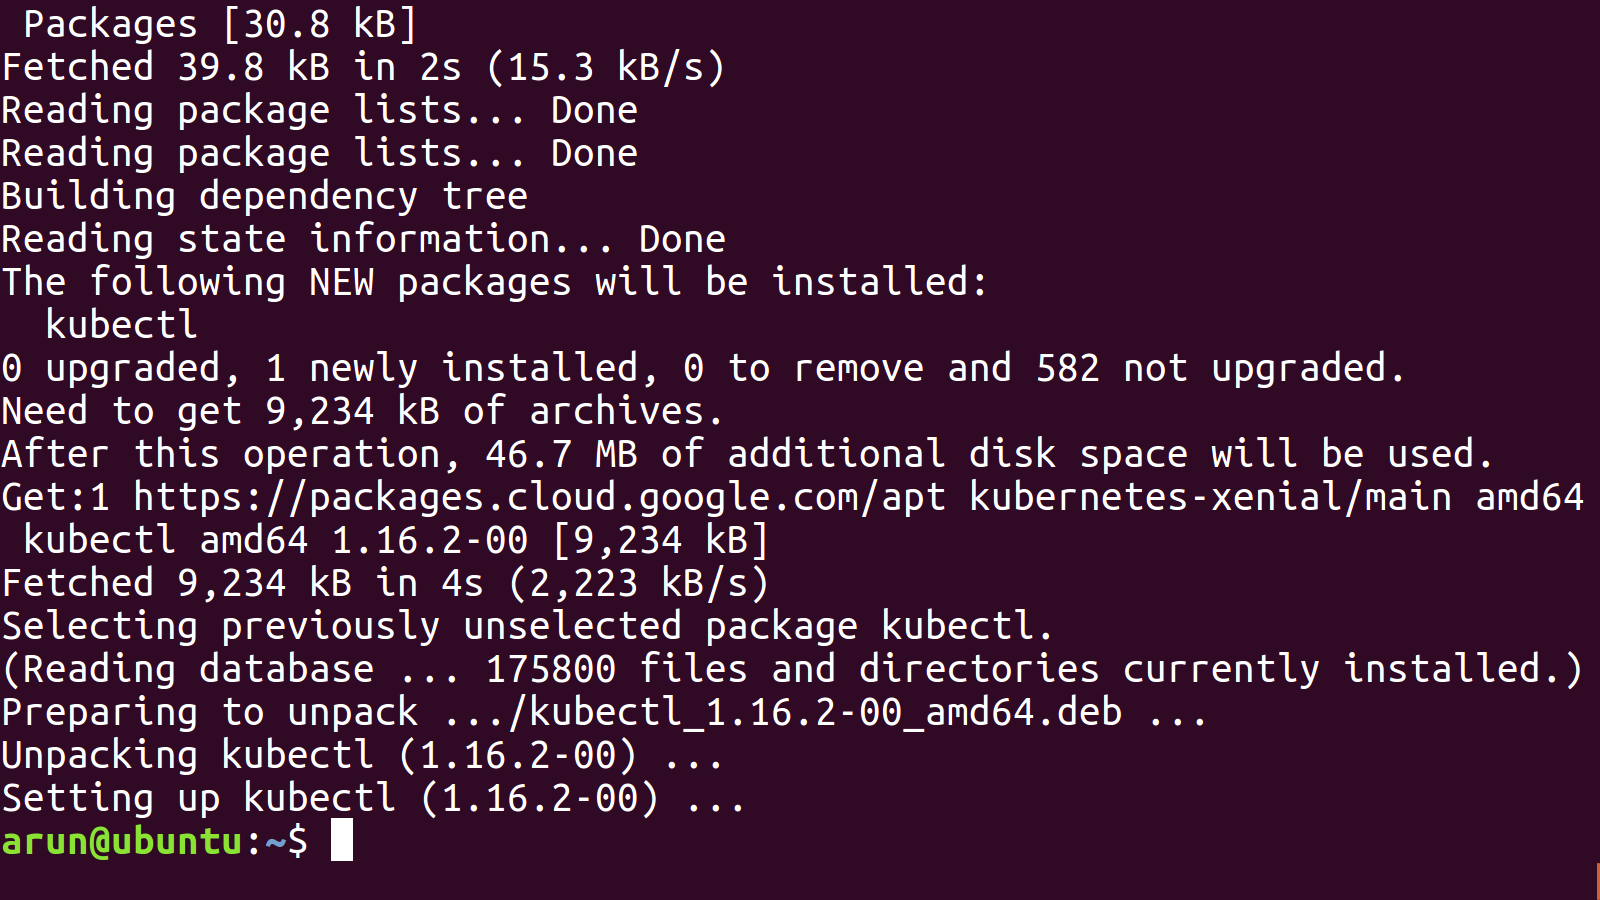 Packages [30.8 kB]
Fetched 39.8 kB in 2s (15.3 kB/s)
Reading package lists... Done
Reading package lists... Done
Building dependency tree
Reading state information... Done
The following NEW packages will be installed:
  kubectl
0 upgraded, 1 newly installed, 0 to remove and 582 not upgraded.
Need to get 9,234 kB of archives.
After this operation, 46.7 MB of additional disk space will be used.
Get:1 https://packages.cloud.google.com/apt kubernetes-xenial/main amd64
 kubectl amd64 1.16.2-00 [9,234 kB]
Fetched 9,234 kB in 4s (2,223 kB/s)
Selecting previously unselected package kubectl.
(Reading database ... 175800 files and directories currently installed.)
Preparing to unpack .../kubectl_1.16.2-00_amd64.deb ...
Unpacking kubectl (1.16.2-00) ...
Setting up kubectl (1.16.2-00) ...
arun@ubuntu:~$